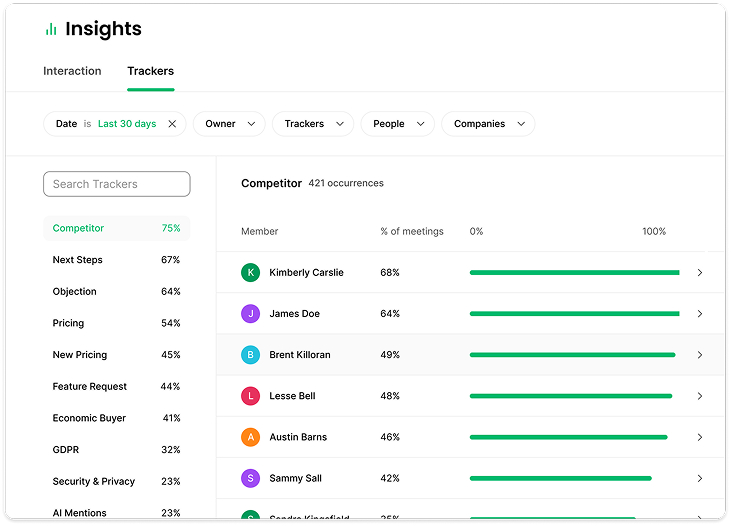 Insights
Interaction Trackers
Date is Last 30 days Owner Trackers People Companies
Search Trackers
Competitor 75%
Next Steps 67%
Objection 64%
Pricing 54%
New Pricing 45%
Feature Request 44%
Economic Buyer 41%
GDPR 32%
Security & Privacy 23%
AI Mentions 23%
Competitor 421 occurrences
Member % of meetings 0% 100%
K Kimberly Carslie 68%
J James Doe 64%
B Brent Killoran 49%
L Lesse Bell 48%
A Austin Barns 46%
S Sammy Sall 42%